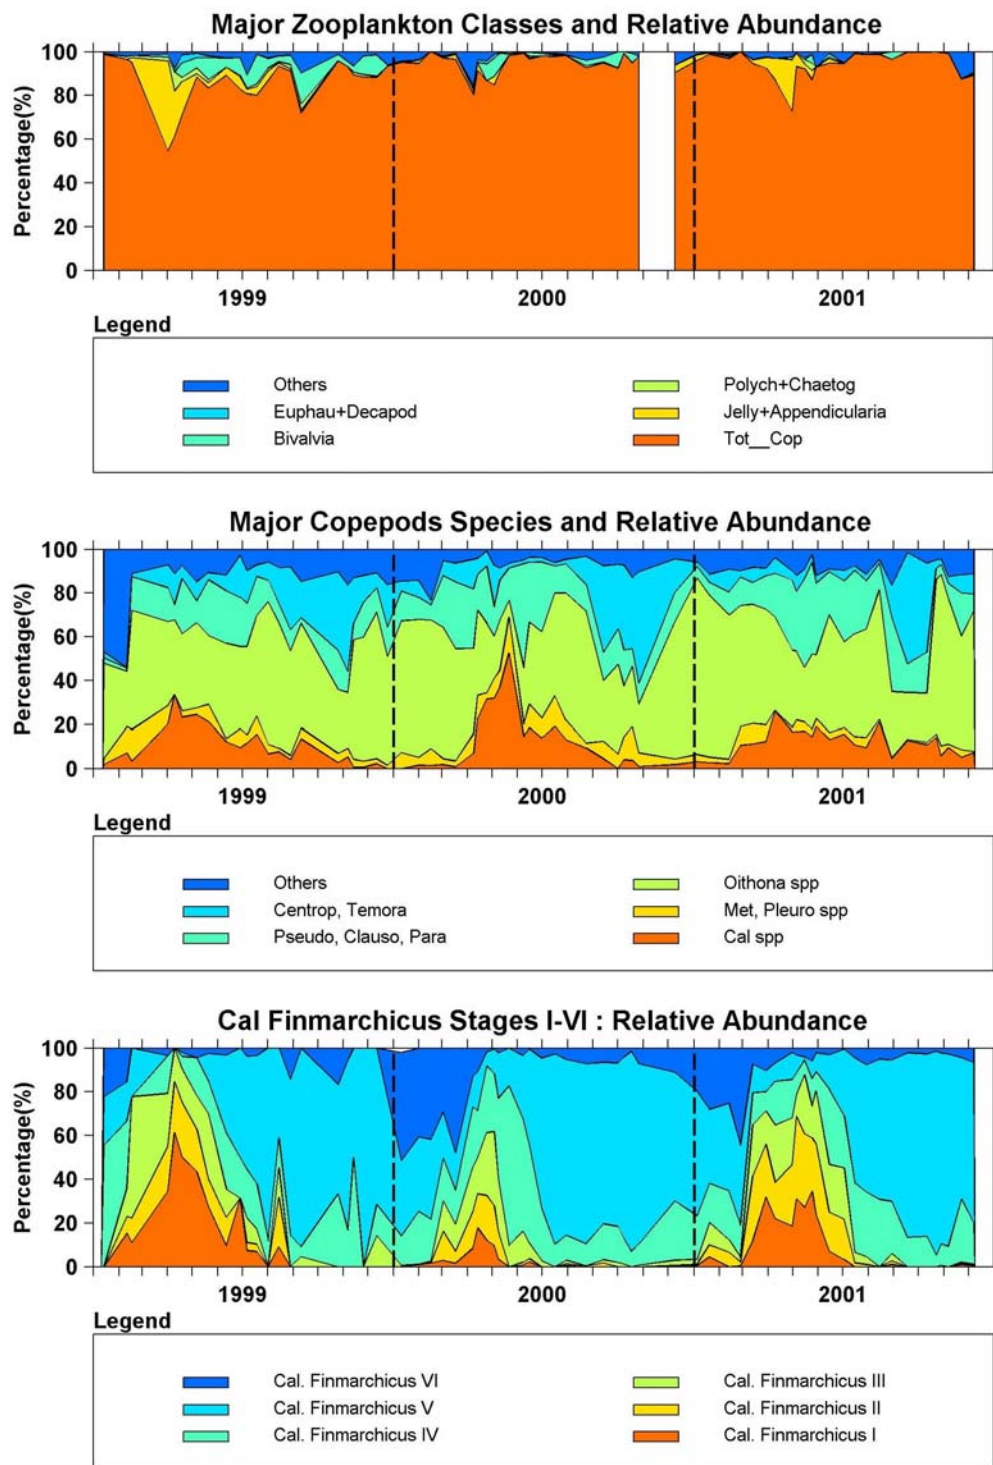 Major Zooplankton Classes and Relative Abundance
Percentage(%)
100
80
60
40
20
0
1999 2000 2001
Legend
Others Polych+Chaetog
Euphau+Decapod Jelly+Appendicularia
Bivalvia Tot__Cop
Major Copepods Species and Relative Abundance
Percentage(%)
100
80
60
40
20
0
1999 2000 2001
Legend
Others Oithona spp
Centrop, Temora Met, Pleuro spp
Pseudo, Clauso, Para Cal spp
Cal Finmarchicus Stages I-VI : Relative Abundance
Percentage(%)
100
80
60
40
20
0
1999 2000 2001
Legend
Cal. Finmarchicus VI Cal. Finmarchicus III
Cal. Finmarchicus V Cal. Finmarchicus II
Cal. Finmarchicus IV Cal. Finmarchicus I